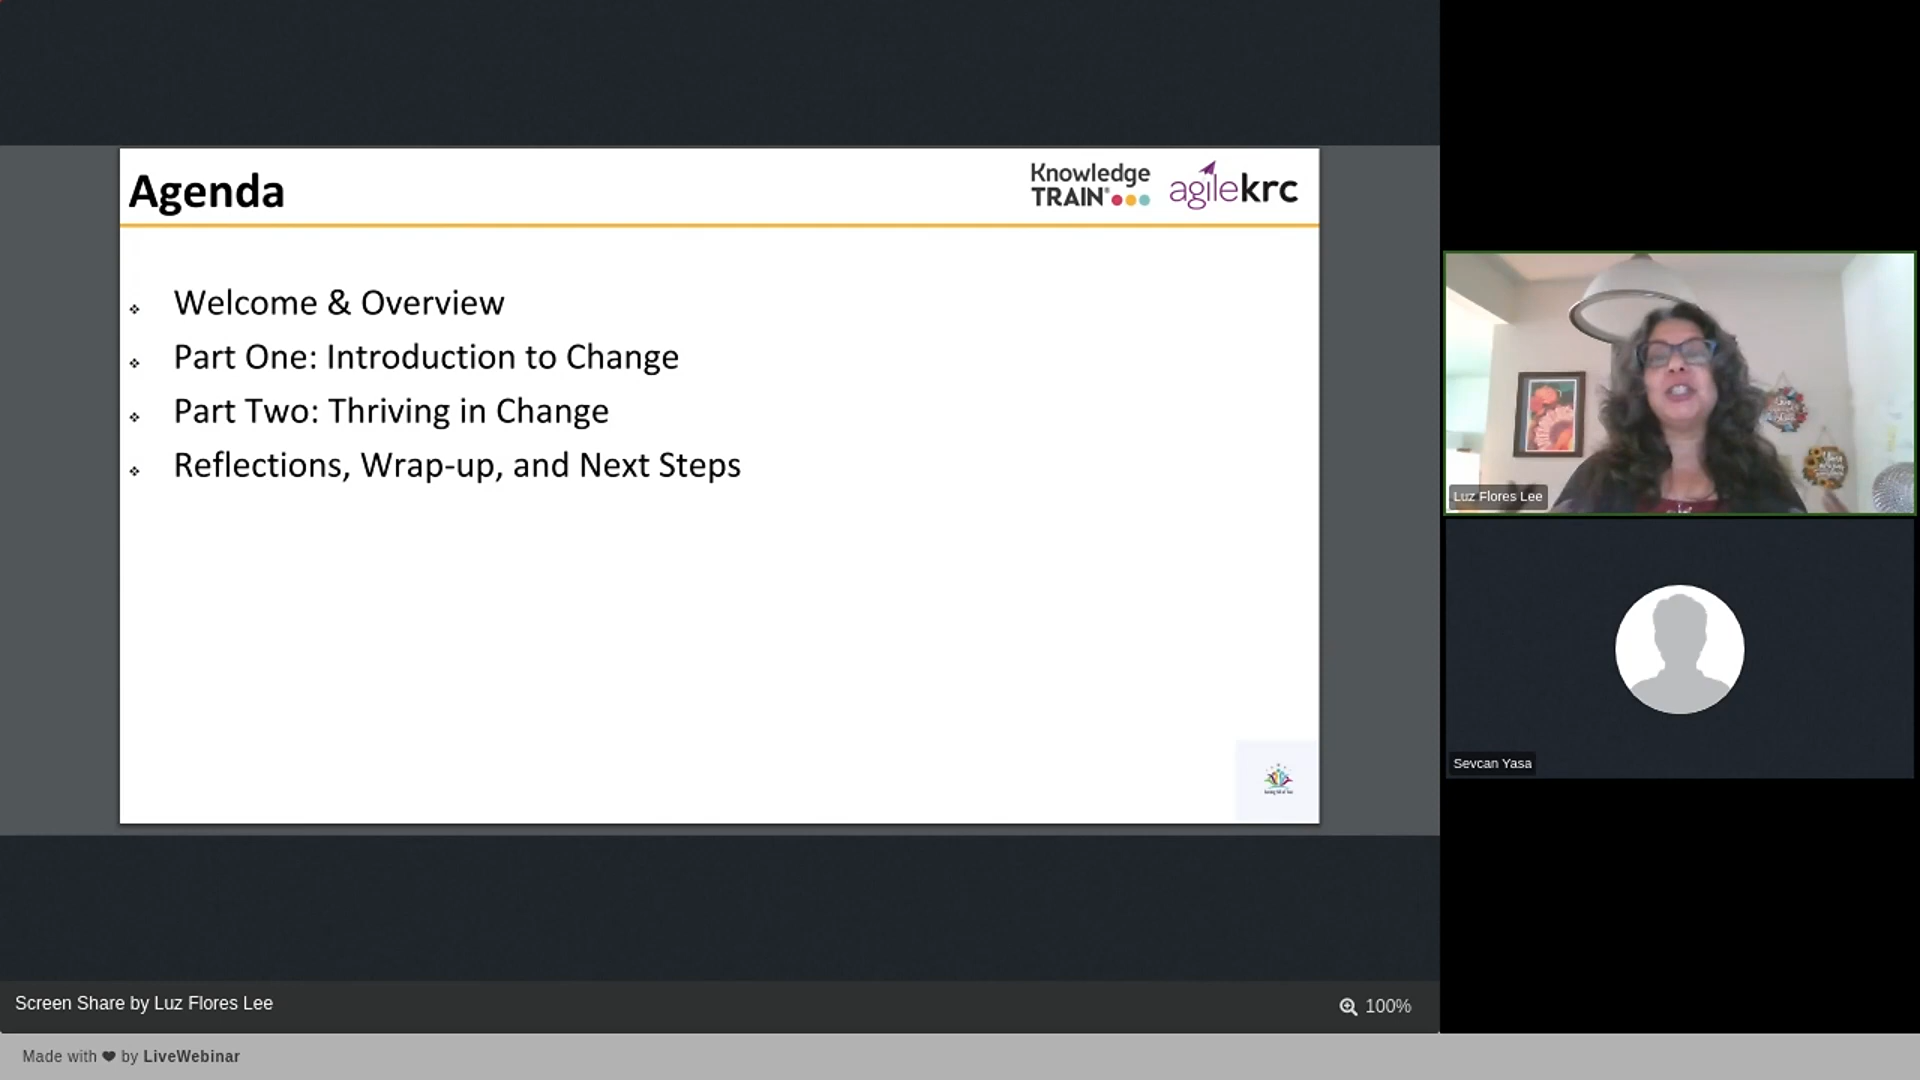 Agenda
Knowledge
TRAIN®
agilekrc
Welcome & Overview
Part One: Introduction to Change
Part Two: Thriving in Change
Reflections, Wrap-up, and Next Steps
Luz Flores Lee
Sevcan Yasa
Screen Share by Luz Flores Lee
100%
Made with ❤ by LiveWebinar